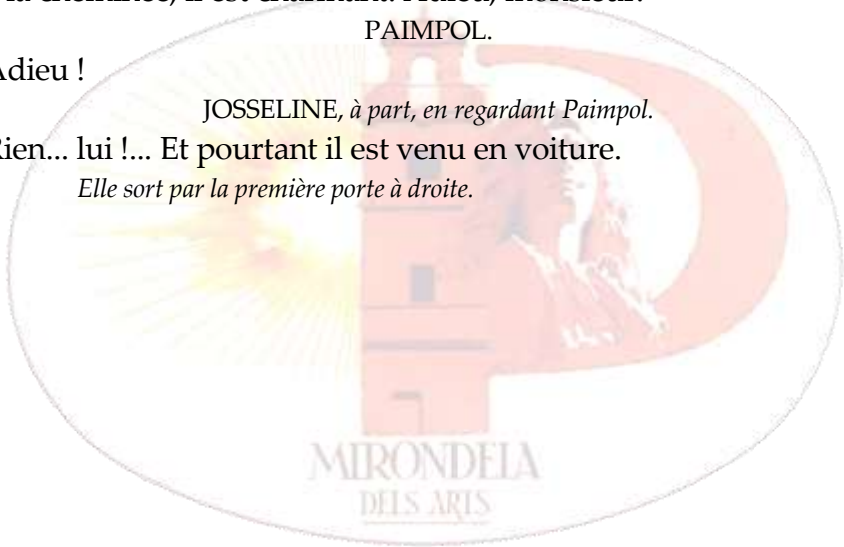 PAIMPOL.
Adieu !
JOSSELINE, à part, en regardant Paimpol.
Rien... lui !... Et pourtant il est venu en voiture.
Elle sort par la première porte à droite.
MIRONDELA
DELS ARTS